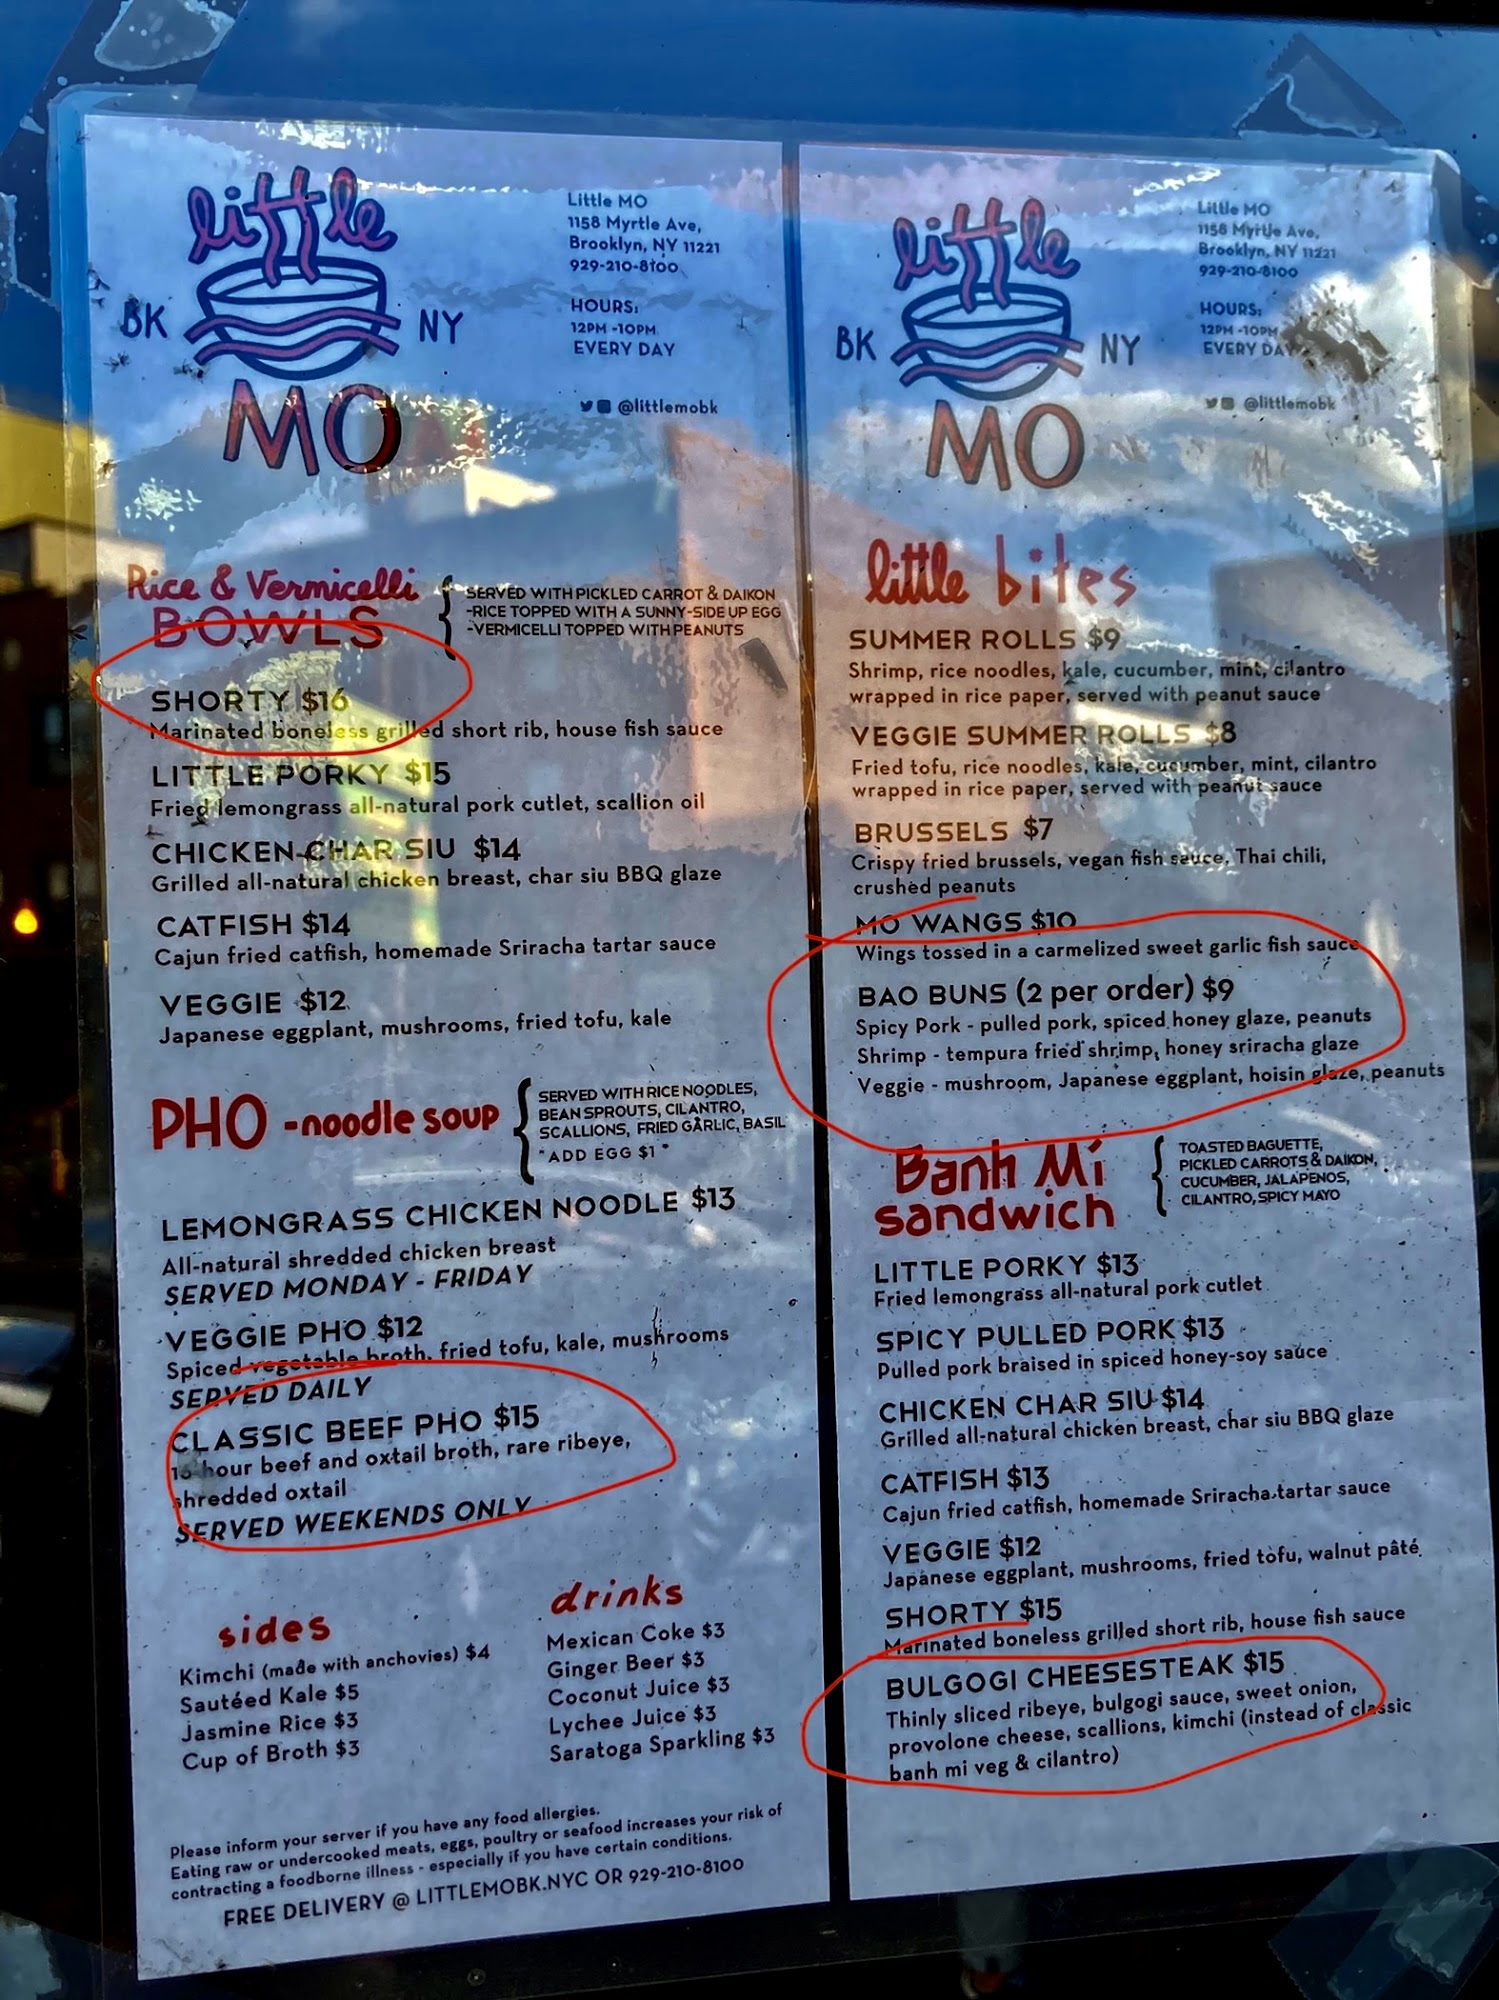 little
BK NY
MO
Little MO
1158 Myrtle Ave,
Brooklyn, NY 11221
929-210-8100
HOURS:
12PM -10PM
EVERY DAY
@littlemobk
Rice & Vermicelli
BOWLS
SERVED WITH PICKLED CARROT & DAIKON
-RICE TOPPED WITH A SUNNY-SIDE UP EGG
-VERMICELLI TOPPED WITH PEANUTS
SHORTY $16
Marinated boneless grilled short rib, house fish sauce
LITTLE PORKY $15
Fried lemongrass all-natural pork cutlet, scallion oil
CHICKEN CHAR SIU $14
Grilled all-natural chicken breast, char siu BBQ glaze
CATFISH $14
Cajun fried catfish, homemade Sriracha tartar sauce
VEGGIE $12
Japanese eggplant, mushrooms, fried tofu, kale
PHO -noodle soup
SERVED WITH RICE NOODLES,
BEAN SPROUTS, CILANTRO,
SCALLIONS, FRIED GARLIC, BASIL
*ADD EGG $1 *
LEMONGRASS CHICKEN NOODLE $13
All-natural shredded chicken breast
SERVED MONDAY - FRIDAY
VEGGIE PHO $12
Spiced vegetable broth, fried tofu, kale, mushrooms
SERVED DAILY
CLASSIC BEEF PHO $15
16 hour beef and oxtail broth, rare ribeye,
shredded oxtail
SERVED WEEKENDS ONLY
sides
Kimchi (made with anchovies) $4
Sautéed Kale $5
Jasmine Rice $3
Cup of Broth $3
drinks
Mexican Coke $3
Ginger Beer $3
Coconut Juice $3
Lychee Juice $3
Saratoga Sparkling $3
Please inform your server if you have any food allergies.
Eating raw or undercooked meats, eggs, poultry or seafood increases your risk of
contracting a foodborne illness - especially if you have certain conditions.
FREE DELIVERY @ LITTLEMOBK.NYC OR 929-210-8100
little
BK NY
MO
Little MO
1158 Myrtle Ave,
Brooklyn, NY 11221
929-210-8100
HOURS:
12PM -10PM
EVERY DAY
@littlemobk
little bites
SUMMER ROLLS $9
Shrimp, rice noodles, kale, cucumber, mint, cilantro
wrapped in rice paper, served with peanut sauce
VEGGIE SUMMER ROLLS $8
Fried tofu, rice noodles, kale, cucumber, mint, cilantro
wrapped in rice paper, served with peanut sauce
BRUSSELS $7
Crispy fried brussels, vegan fish sauce, Thai chili,
crushed peanuts
MO WANGS $10
Wings tossed in a carmelized sweet garlic fish sauce
BAO BUNS (2 per order) $9
Spicy Pork - pulled pork, spiced honey glaze, peanuts
Shrimp - tempura fried shrimp, honey sriracha glaze
Veggie - mushroom, Japanese eggplant, hoisin glaze, peanuts
Banh Mí
sandwich
TOASTED BAGUETTE,
PICKLED CARROTS & DAIKON,
CUCUMBER, JALAPENOS,
CILANTRO, SPICY MAYO
LITTLE PORKY $13
Fried lemongrass all-natural pork cutlet
SPICY PULLED PORK $13
Pulled pork braised in spiced honey-soy sauce
CHICKEN CHAR SIU $14
Grilled all-natural chicken breast, char siu BBQ glaze
CATFISH $13
Cajun fried catfish, homemade Sriracha tartar sauce
VEGGIE $12
Japanese eggplant, mushrooms, fried tofu, walnut pâté
SHORTY $15
Marinated boneless grilled short rib, house fish sauce
BULGOGI CHEESESTEAK $15
Thinly sliced ribeye, bulgogi sauce, sweet onion,
provolone cheese, scallions, kimchi (instead of classic
banh mi veg & cilantro)